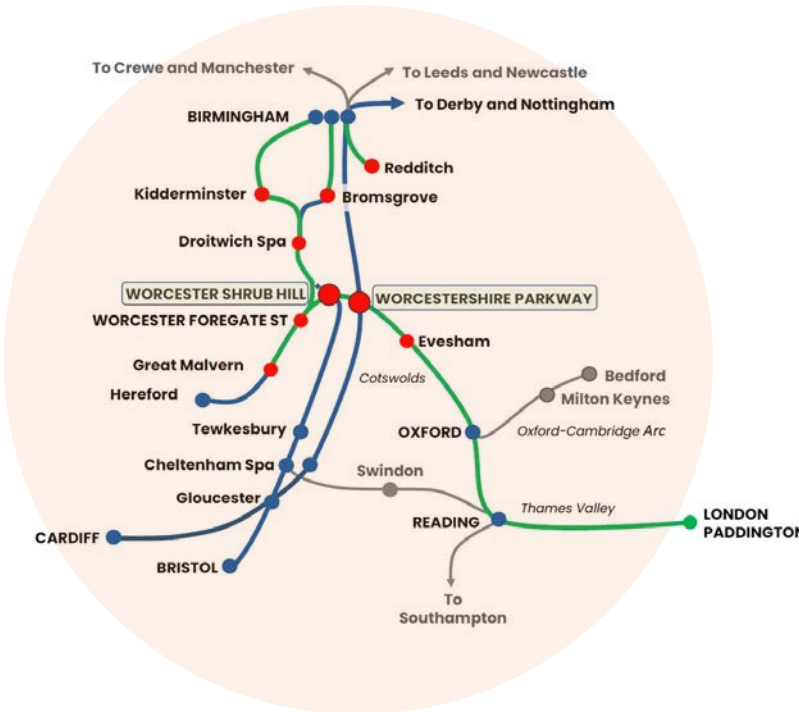 To Crewe and Manchester
To Leeds and Newcastle
To Derby and Nottingham
BIRMINGHAM
Redditch
Kidderminster
Bromsgrove
Droitwich Spa
WORCESTER SHRUB HILL
WORCESTERSHIRE PARKWAY
WORCESTER FOREGATE ST
Evesham
Great Malvern
Cotswolds
Hereford
Bedford
Milton Keynes
Tewkesbury
OXFORD
Oxford-Cambridge Arc
Cheltenham Spa
Swindon
Gloucester
Thames Valley
READING
LONDON
PADDINGTON
CARDIFF
BRISTOL
To
Southampton